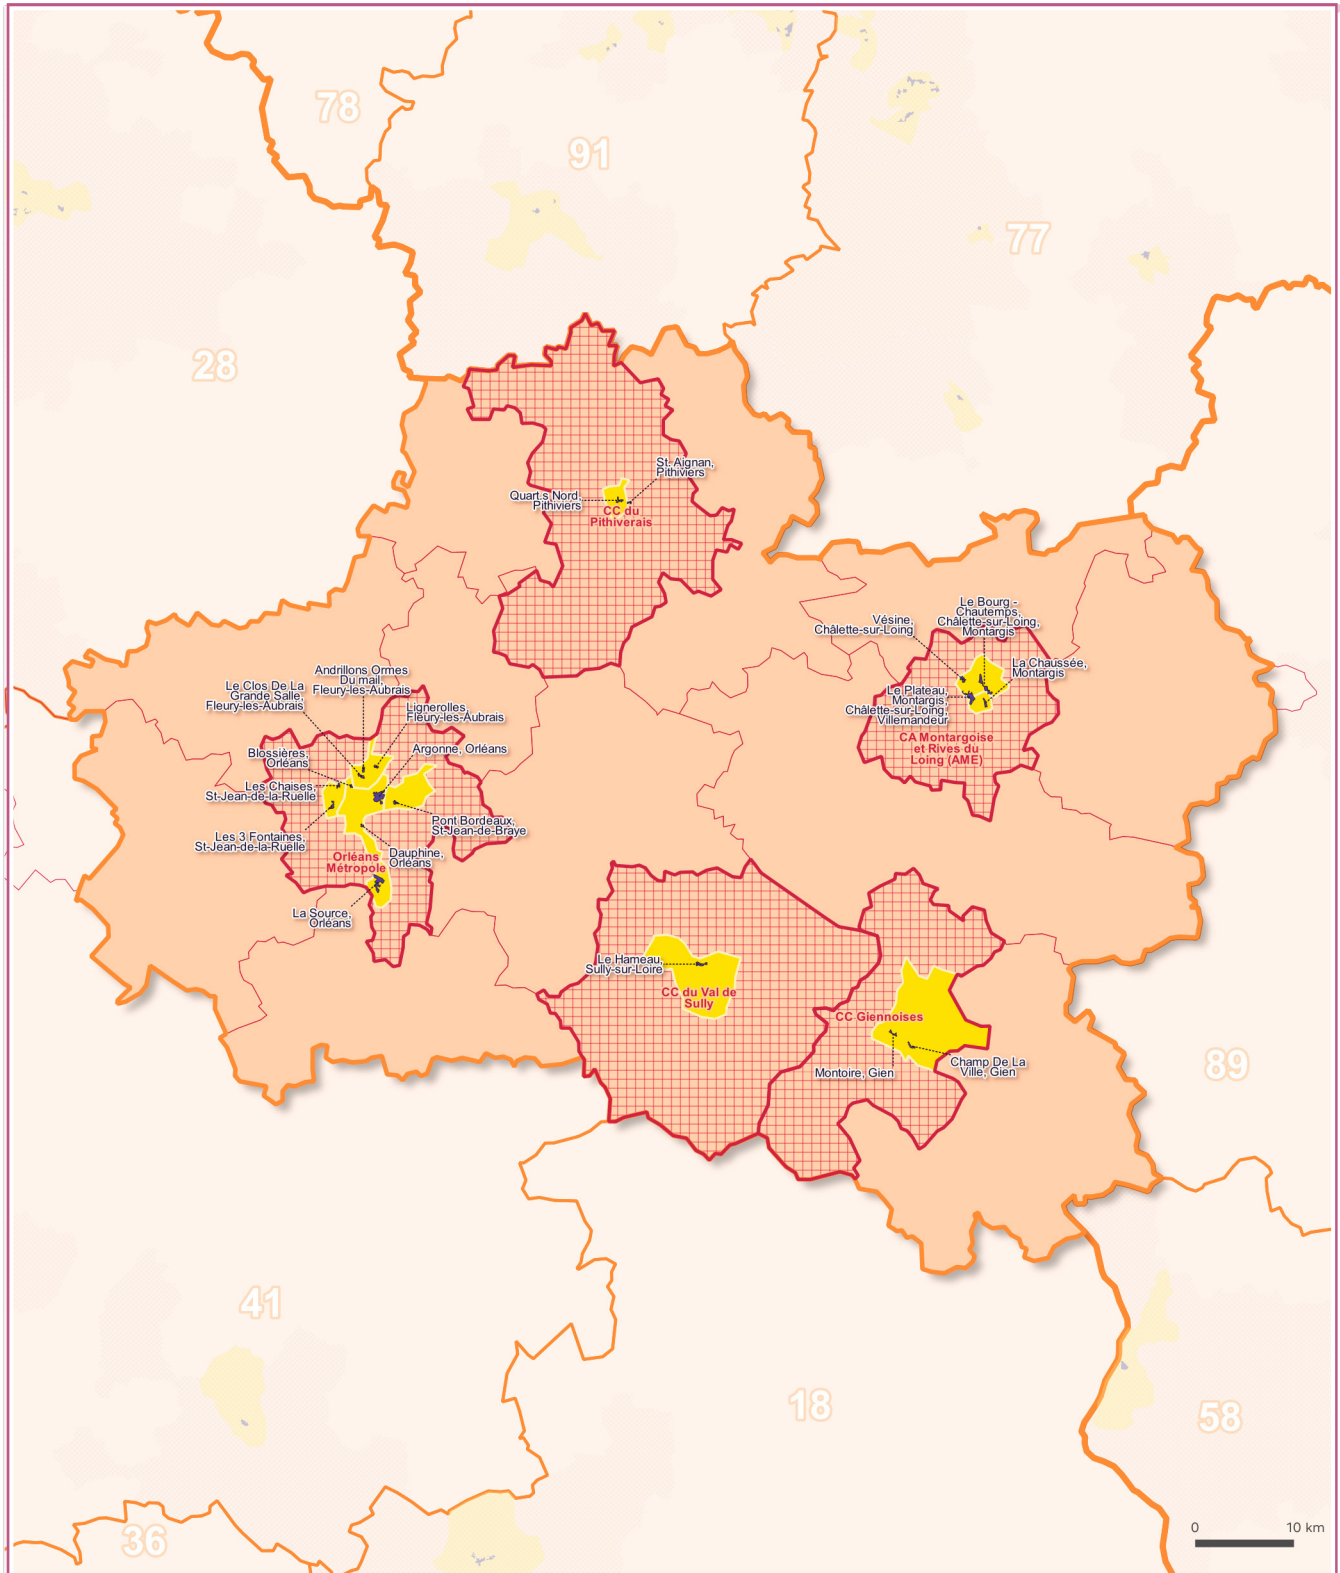 78
91
77
28
St. Aignan,
Pithiviers
Quart.s Nord,
Pithiviers
CC du
Pithiverais
Le Bourg -
Chautemps,
Châlette-sur-Loing,
Montargis
Vésine,
Châlette-sur-Loing
La Chaussée,
Montargis
Le Plateau,
Montargis,
Châlette-sur-Loing,
Villemandeur
CA Montargoise
et Rives du
Loing (AME)
Andrillons Ormes
Du mail,
Fleury-les-Aubrais
Le Clos De La
Grande Salle,
Fleury-les-Aubrais
Lignerolles,
Fleury-les-Aubrais
Blossières,
Orléans
Argonne, Orléans
Les Chaises,
St-Jean-de-la-Ruelle
Les 3 Fontaines,
St-Jean-de-la-Ruelle
Pont Bordeaux,
St-Jean-de-Braye
Dauphine,
Orléans
Orléans
Métropole
La Source,
Orléans
Le Hameau,
Sully-sur-Loire
CC du Val de
Sully
CC Giennoises
Montoire, Gien
Champ De La
Ville, Gien
89
41
18
58
36
0 10 km